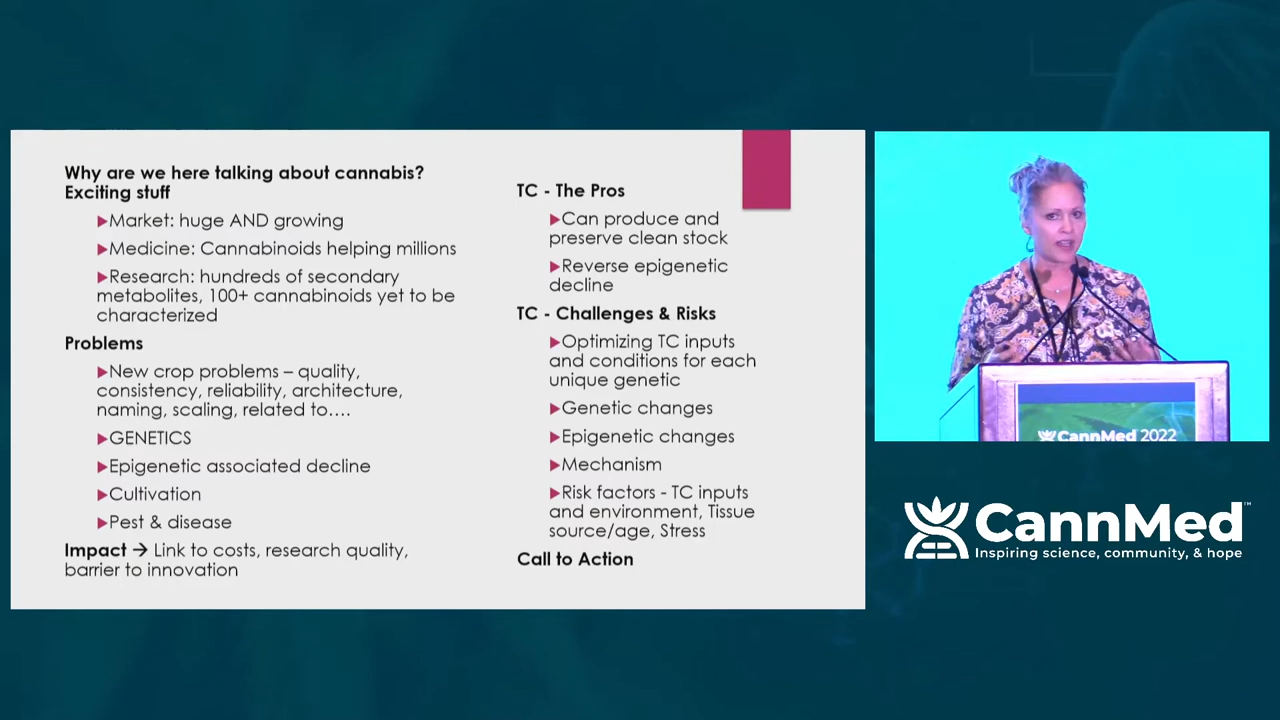 Why are we here talking about cannabis?
Exciting stuff
▶Market: huge AND growing
▶Medicine: Cannabinoids helping millions
▶Research: hundreds of secondary
metabolites, 100+ cannabinoids yet to be
characterized
Problems
▶New crop problems – quality,
consistency, reliability, architecture,
naming, scaling, related to….
▶GENETICS
▶Epigenetic associated decline
▶Cultivation
▶Pest & disease
Impact → Link to costs, research quality,
barrier to innovation
TC - The Pros
▶Can produce and
preserve clean stock
▶Reverse epigenetic
decline
TC - Challenges & Risks
▶Optimizing TC inputs
and conditions for each
unique genetic
▶Genetic changes
▶Epigenetic changes
▶Mechanism
▶Risk factors - TC inputs
and environment, Tissue
source/age, Stress
Call to Action
CannMed 2022
CannMed™
Inspiring science, community, & hope